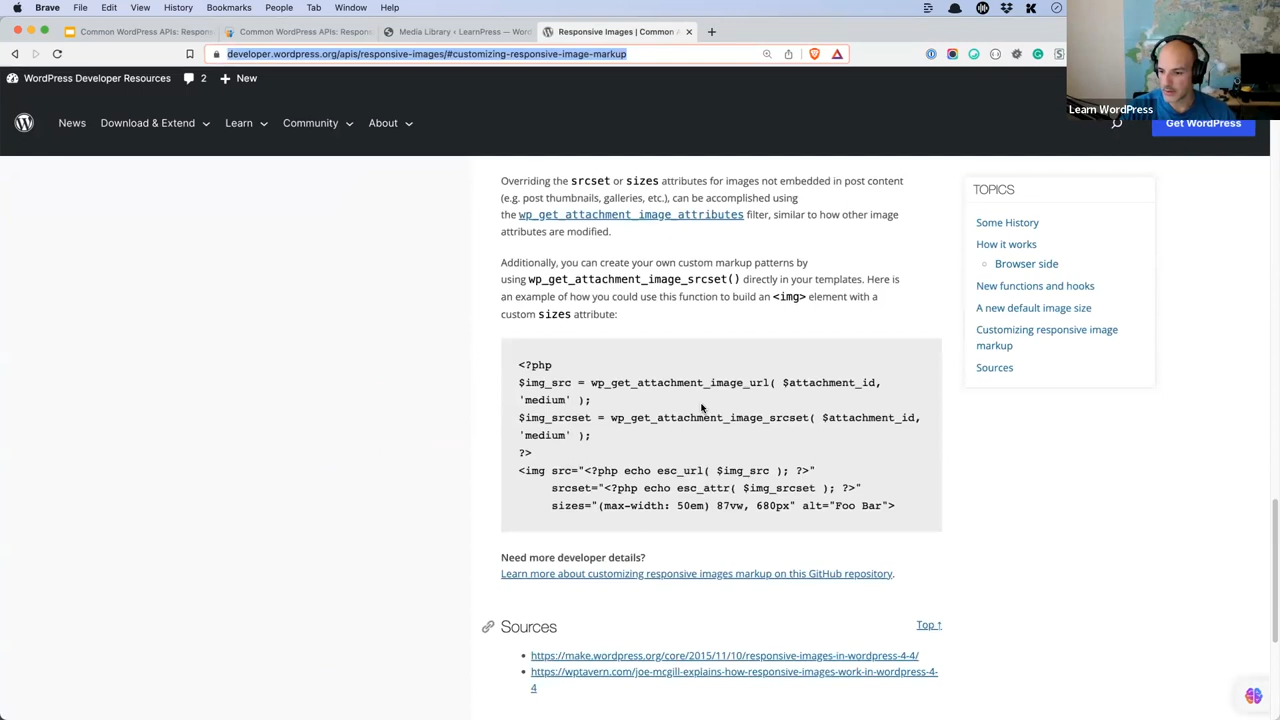 Brave File Edit View History Bookmarks People Tab Window Help
Common WordPress APIs: Respons
Common WordPress APIs: Respons
Media Library ‹ LearnPress — Word
Responsive Images | Common A
developer.wordpress.org/apis/responsive-images/#customizing-responsive-image-markup
WordPress Developer Resources 2 New
Learn WordPress
News Download & Extend Learn Community About Get WordPress
Overriding the srcset or sizes attributes for images not embedded in post content
(e.g. post thumbnails, galleries, etc.), can be accomplished using
the wp_get_attachment_image_attributes filter, similar to how other image
attributes are modified.
Additionally, you can create your own custom markup patterns by
using wp_get_attachment_image_srcset() directly in your templates. Here is
an example of how you could use this function to build an <img> element with a
custom sizes attribute:
<?php
$img_src = wp_get_attachment_image_url( $attachment_id,
'medium' );
$img_srcset = wp_get_attachment_image_srcset( $attachment_id,
'medium' );
?>
<img src="<?php echo esc_url( $img_src ); ?>"
srcset="<?php echo esc_attr( $img_srcset ); ?>"
sizes="(max-width: 50em) 87vw, 680px" alt="Foo Bar">
Need more developer details?
Learn more about customizing responsive images markup on this GitHub repository.
Sources Top ↑
https://make.wordpress.org/core/2015/11/10/responsive-images-in-wordpress-4-4/
https://wptavern.com/joe-mcgill-explains-how-responsive-images-work-in-wordpress-4-
4
TOPICS
Some History
How it works
Browser side
New functions and hooks
A new default image size
Customizing responsive image
markup
Sources